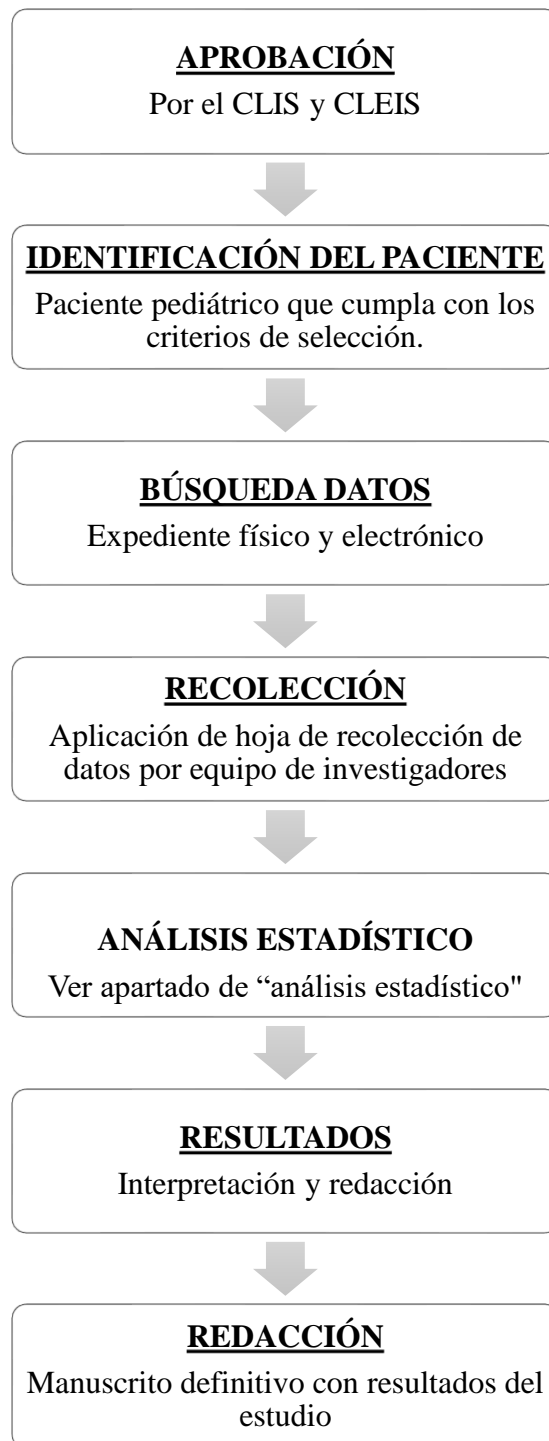 APROBACIÓN
Por el CLIS y CLEIS
IDENTIFICACIÓN DEL PACIENTE
Paciente pediátrico que cumpla con los
criterios de selección.
BÚSQUEDA DATOS
Expediente físico y electrónico
RECOLECCIÓN
Aplicación de hoja de recolección de
datos por equipo de investigadores
ANÁLISIS ESTADÍSTICO
Ver apartado de “análisis estadístico"
RESULTADOS
Interpretación y redacción
REDACCIÓN
Manuscrito definitivo con resultados del
estudio